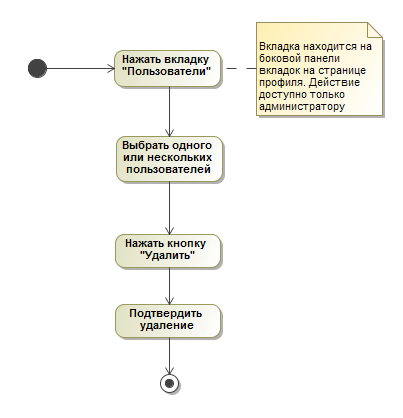 Нажать вкладку
"Пользователи"
Вкладка находится на
боковой панели
вкладок на странице
профиля. Действие
доступно только
администратору
Выбрать одного
или нескольких
пользователей
Нажать кнопку
"Удалить"
Подтвердить
удаление